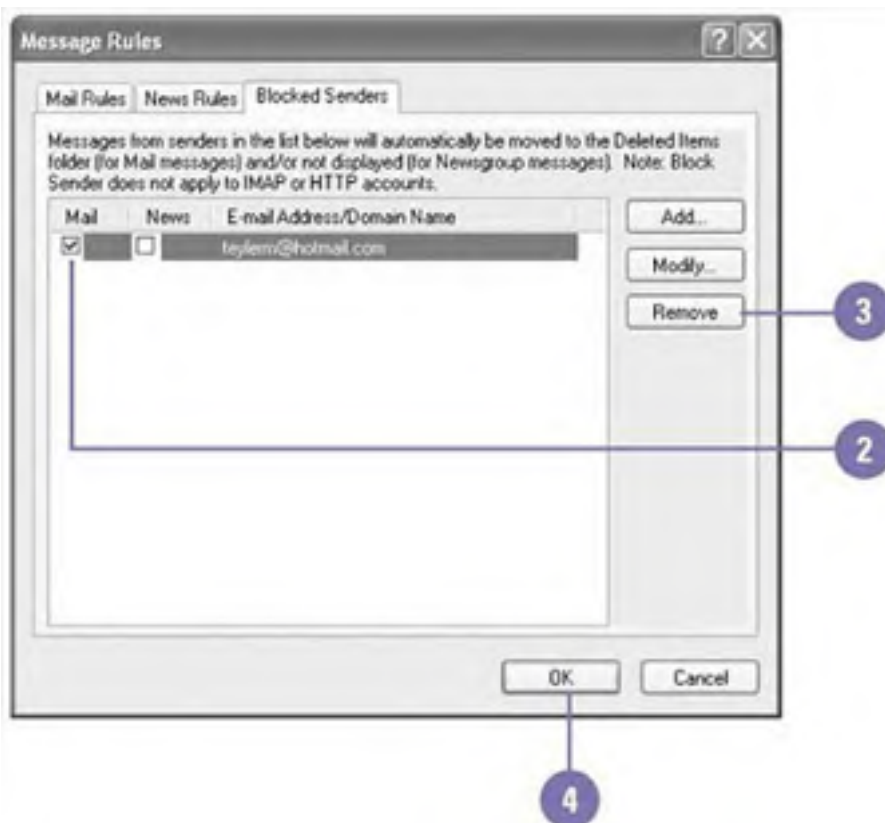 Message Rules
Mail Rules News Rules Blocked Senders
Messages from senders in the list below will automatically be moved to the Deleted Items
folder (for Mail messages) and/or not displayed (for Newsgroup messages). Note: Block
Sender does not apply to IMAP or HTTP accounts.
Mail News E-mail Address/Domain Name
Add...
Modify...
Remove
3
2
OK Cancel
4